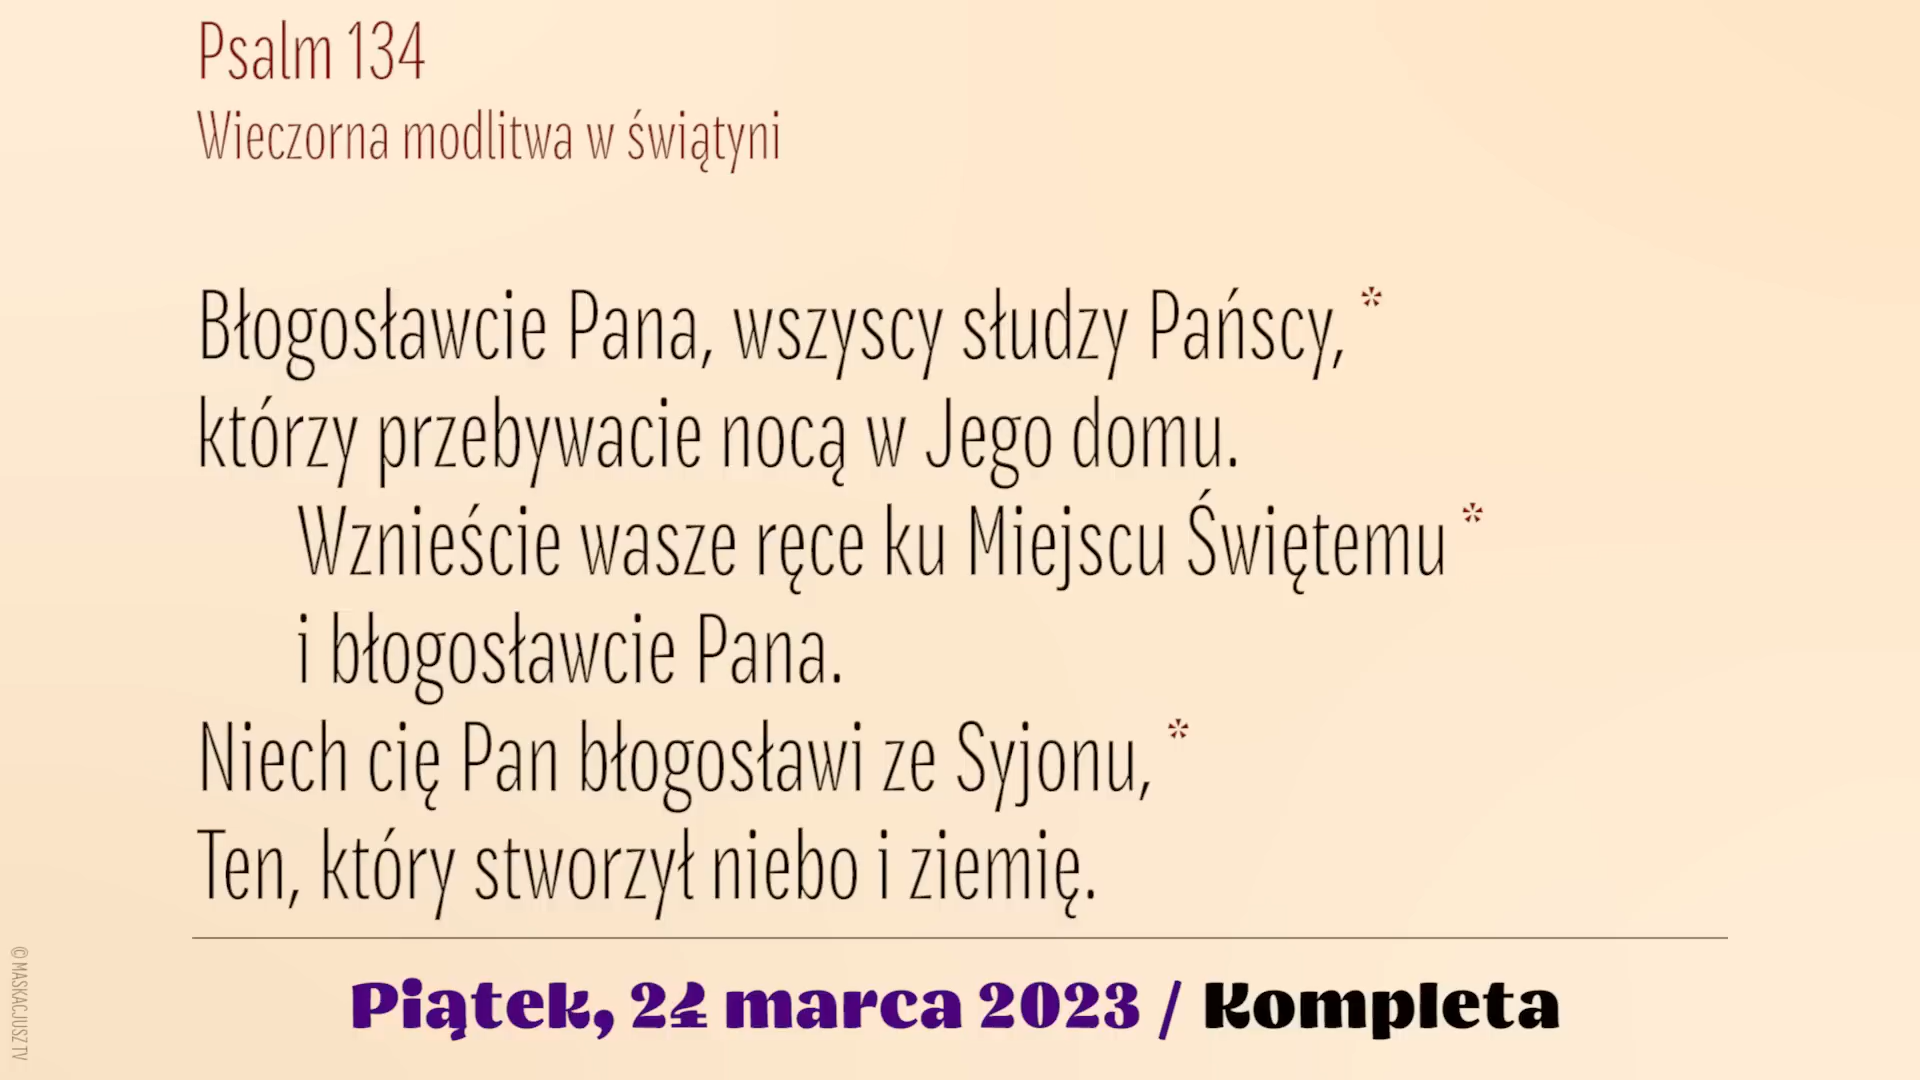 Psalm 134
Wieczorna modlitwa w świątyni
Błogosławcie Pana, wszyscy słudzy Pańscy, *
którzy przebywacie nocą w Jego domu.
Wznieście wasze ręce ku Miejscu Świętemu *
i błogosławcie Pana.
Niech cię Pan błogosławi ze Syjonu, *
Ten, który stworzył niebo i ziemię.
Piątek, 24 marca 2023 / Kompleta
© MASKACJUSZ TV